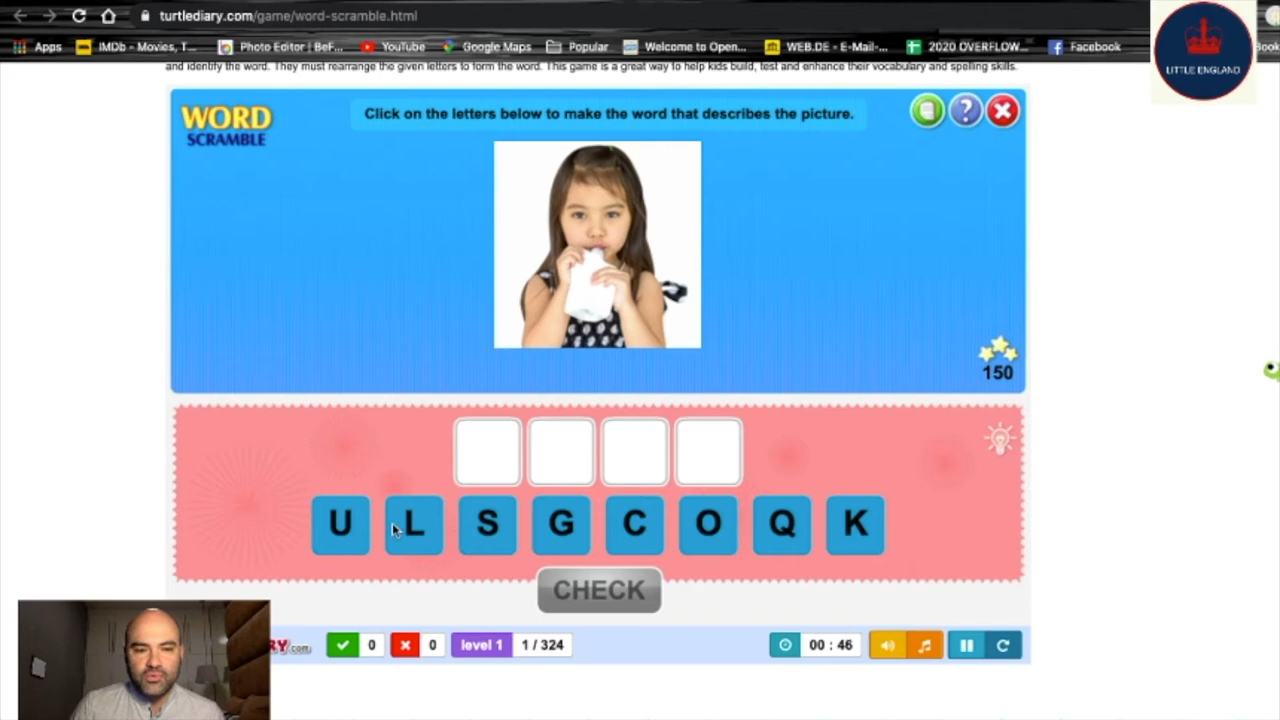 turtlediary.com/game/word-scramble.html
Apps IMDb - Movies, T... Photo Editor | BeF... YouTube Google Maps Popular Welcome to Open... WEB.DE - E-Mail-... 2020 OVERFLOW... Facebook Book
LITTLE ENGLAND
and identify the word. They must rearrange the given letters to form the word. This game is a great way to help kids build, test and enhance their vocabulary and spelling skills.
WORD
SCRAMBLE
Click on the letters below to make the word that describes the picture.
150
U L S G C O Q K
CHECK
RY.com 0 0 level 1 1 / 324 00 : 46